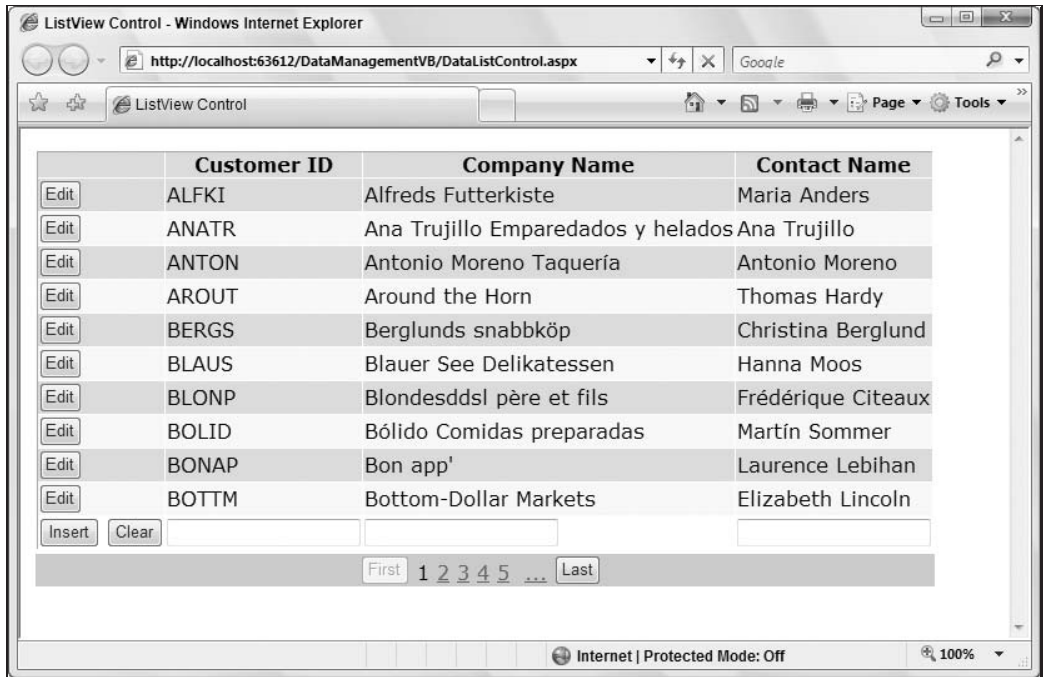 ListView Control - Windows Internet Explorer
http://localhost:63612/DataManagementVB/DataListControl.aspx
Google
ListView Control
Page
Tools
Customer ID Company Name Contact Name
Edit ALFKI Alfreds Futterkiste Maria Anders
Edit ANATR Ana Trujillo Emparedados y helados Ana Trujillo
Edit ANTON Antonio Moreno Taquería Antonio Moreno
Edit AROUT Around the Horn Thomas Hardy
Edit BERGS Berglunds snabbköp Christina Berglund
Edit BLAUS Blauer See Delikatessen Hanna Moos
Edit BLONP Blondesddsl père et fils Frédérique Citeaux
Edit BOLID Bólido Comidas preparadas Martín Sommer
Edit BONAP Bon app' Laurence Lebihan
Edit BOTTM Bottom-Dollar Markets Elizabeth Lincoln
Insert Clear
First 1 2 3 4 5 ... Last
Internet | Protected Mode: Off
100%